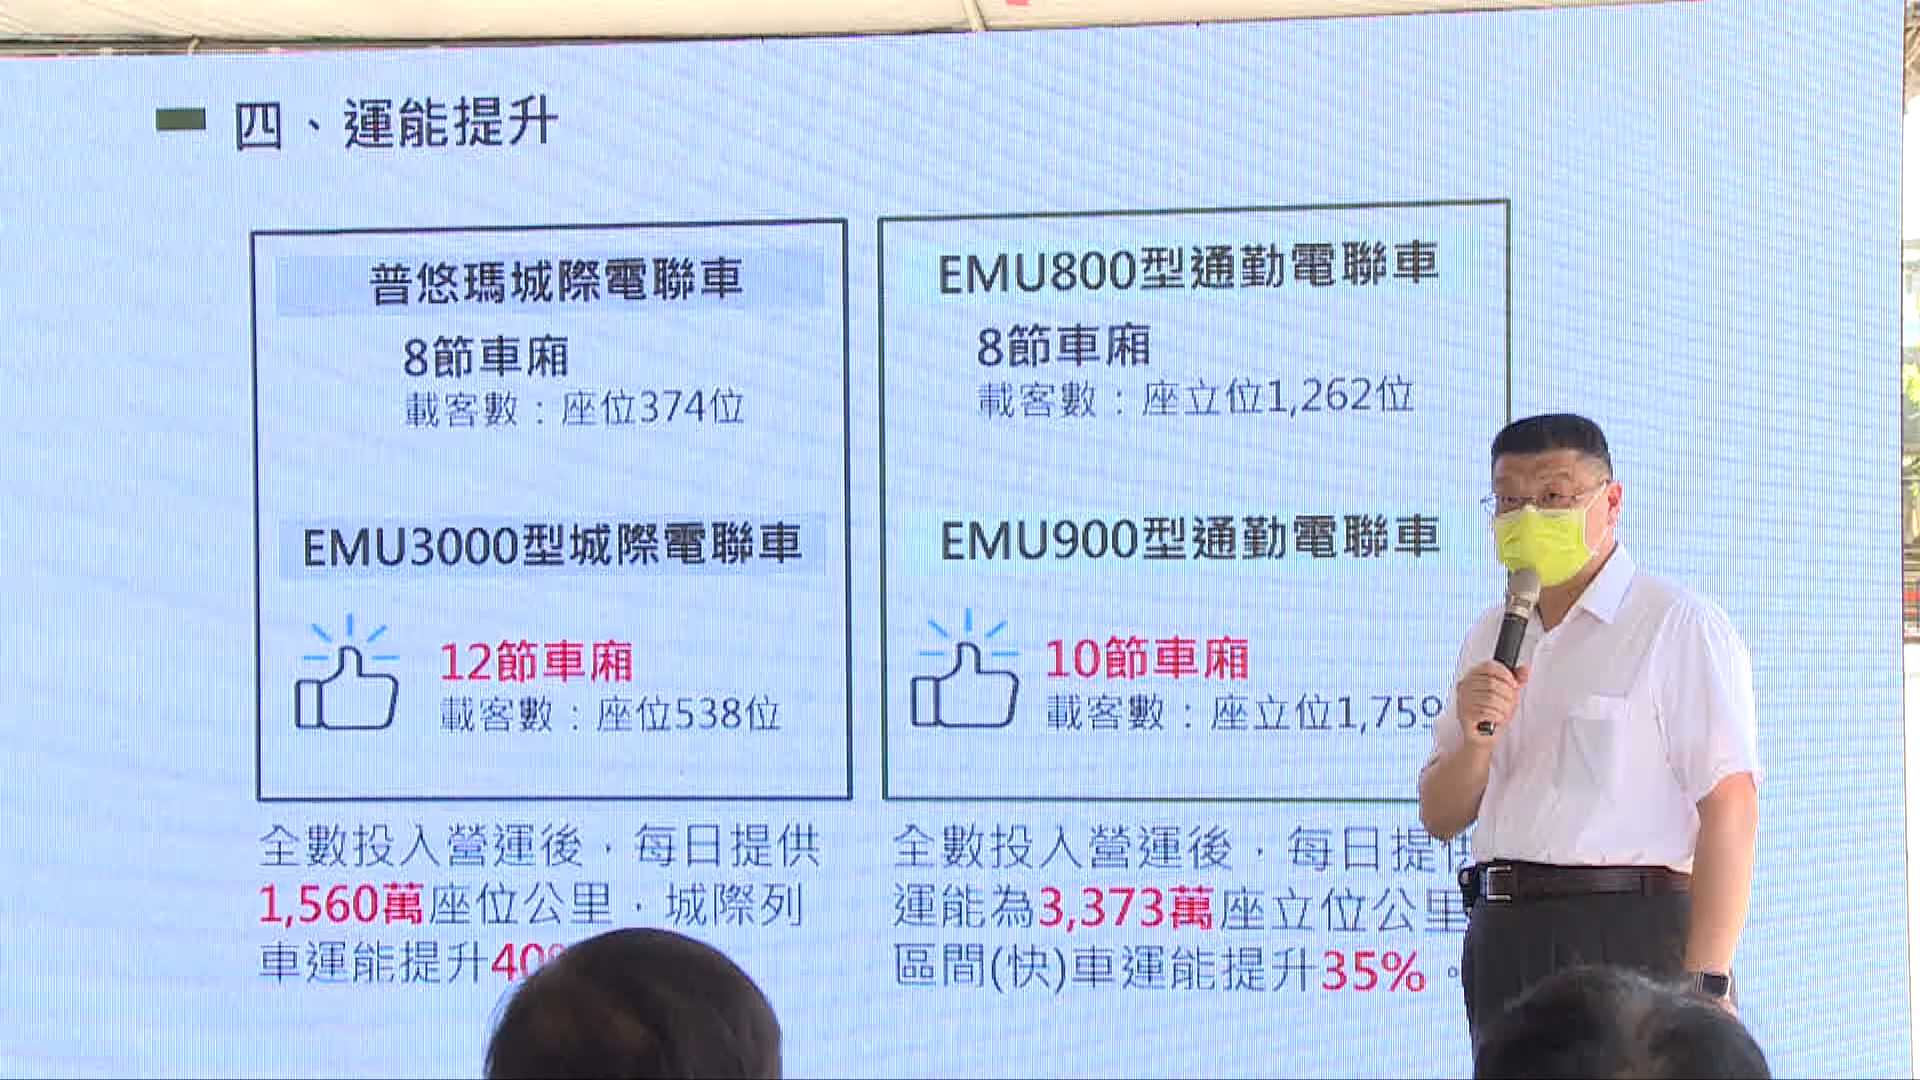 四、運能提升
普悠瑪城際電聯車
8節車廂
載客數：座位374位
EMU3000型城際電聯車
12節車廂
載客數：座位538位
全數投入營運後，每日提供
1,560萬座位公里，城際列
車運能提升40
EMU800型通勤電聯車
8節車廂
載客數：座立位1,262位
EMU900型通勤電聯車
10節車廂
載客數：座立位1,759
全數投入營運後，每日提供
運能為3,373萬座立位公里
區間(快)車運能提升35%。